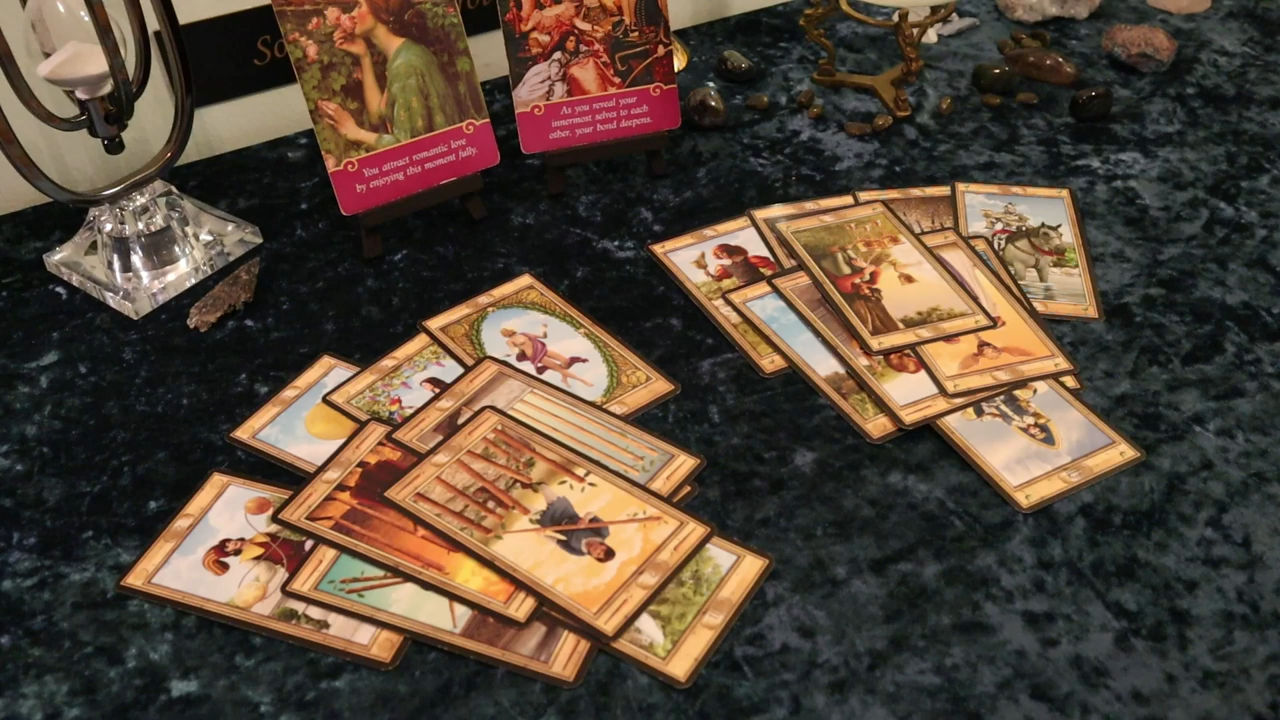 So
You attract romantic love
by enjoying this moment fully.
As you reveal your
innermost selves to each
other, your bond deepens.